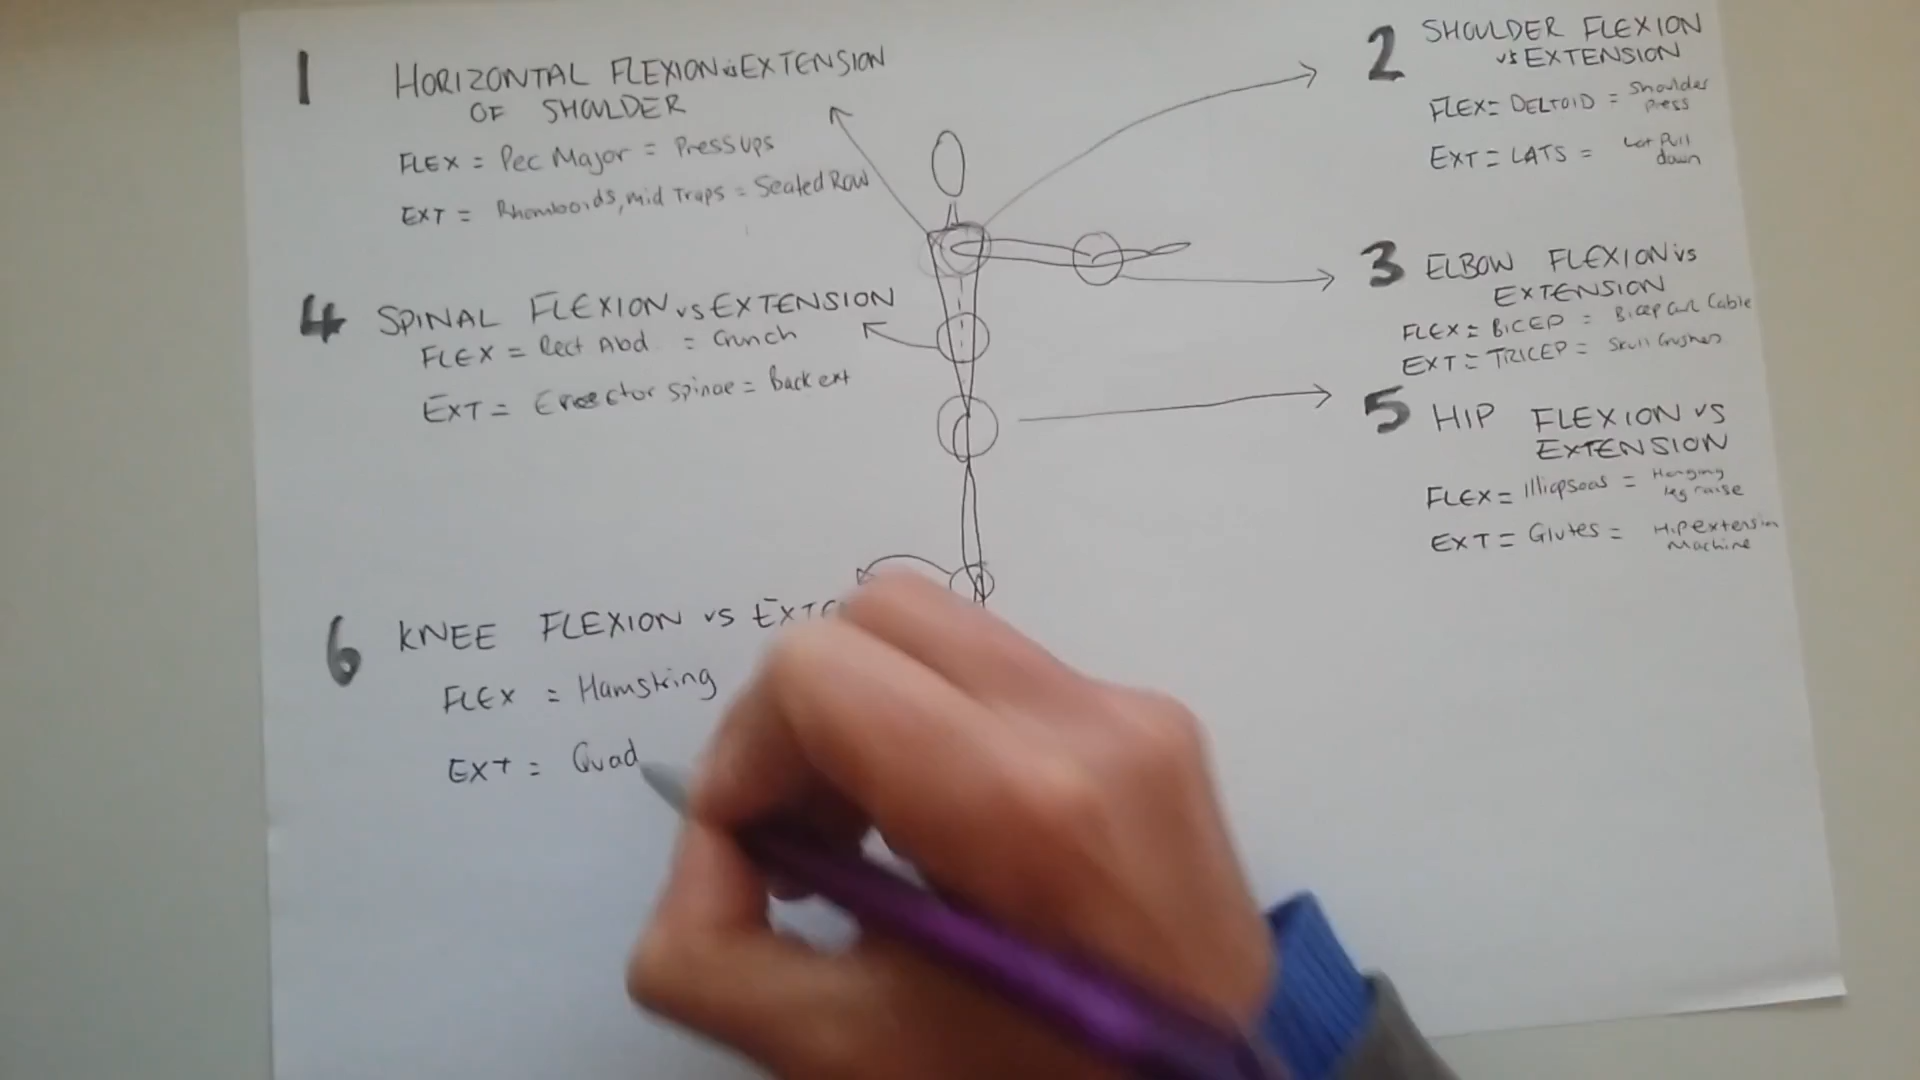 1 HORIZONTAL FLEXION vs EXTENSION
OF SHOULDER
FLEX = Pec Major = Press ups
EXT = Rhomboids, mid Traps = Seated Row
2 SHOULDER FLEXION
vs EXTENSION
FLEX = DELTOID = Shoulder
press
EXT = LATS = Lat Pull
down
3 ELBOW FLEXION vs
EXTENSION
FLEX = BICEP = Bicep Curl Cable
EXT = TRICEP = Skull Crusher
4 SPINAL FLEXION vs EXTENSION
FLEX = Rect Abd = Crunch
EXT = Erector Spinae = Back ext
5 HIP FLEXION VS
EXTENSION
FLEX = Illiopsoas = Hanging
leg raise
EXT = Glutes = Hip extension
Machine
6 KNEE FLEXION vs EXTE
FLEX = Hamstring
EXT = Quad